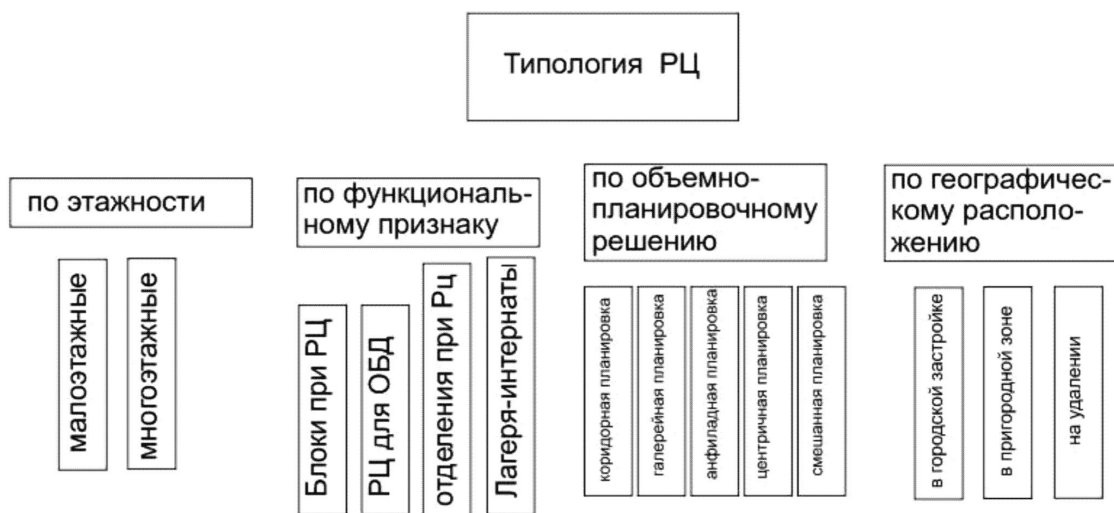 Типология РЦ
по этажности
малоэтажные
многоэтажные
по функциональ-
ному признаку
Блоки при РЦ
РЦ для ОБД
отделения при Рц
Лагеря-интернаты
по объемно-
планировочному
решению
коридорная планировка
галерейная планировка
анфиладная планировка
центричная планировка
смешанная планировка
по географичес-
кому располо-
жению
в городской застройке
в пригородной зоне
на удалении